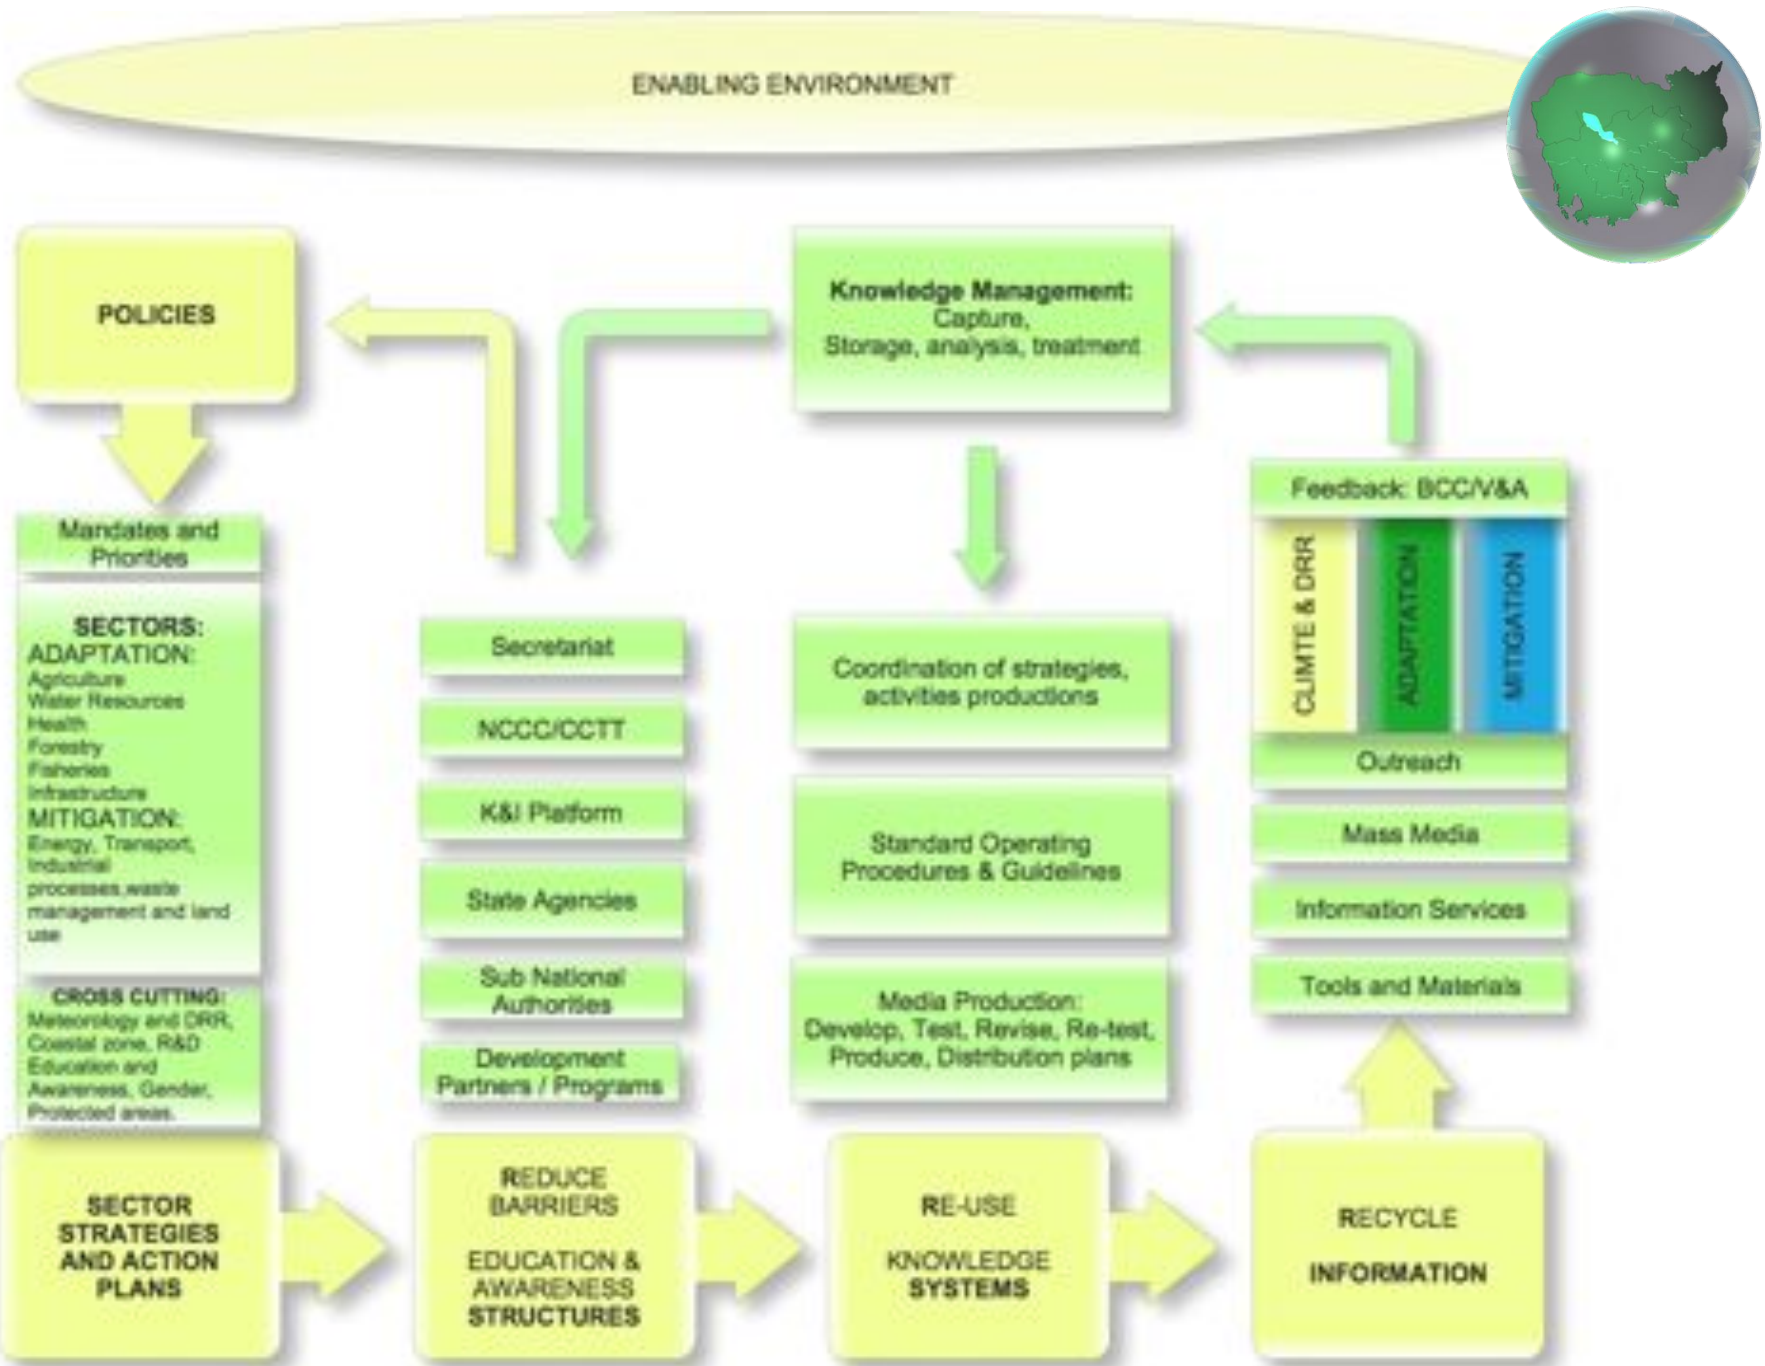 ENABLING ENVIRONMENT
POLICIES
Mandates and
Priorities
SECTORS:
ADAPTATION:
Agriculture
Water Resources
Health
Forestry
Fisheries
Infrastructure
MITIGATION:
Energy, Transport,
Industrial
processes,waste
management and land
use
CROSS CUTTING:
Meteorology and DRR,
Coastal zone, R&D
Education and
Awareness, Gender,
Protected areas.
SECTOR
STRATEGIES
AND ACTION
PLANS
Secretariat
NCCC/CCTT
K&I Platform
State Agencies
Sub National
Authorities
Development
Partners / Programs
REDUCE
BARRIERS
EDUCATION &
AWARENESS
STRUCTURES
Knowledge Management:
Capture,
Storage, analysis, treatment
Coordination of strategies,
activities productions
Standard Operating
Procedures & Guidelines
Media Production:
Develop, Test, Revise, Re-test,
Produce, Distribution plans
RE-USE
KNOWLEDGE
SYSTEMS
Feedback: BCC/V&A
CLIMTE & DRR
ADAPTATION
MITIGATION
Outreach
Mass Media
Information Services
Tools and Materials
RECYCLE
INFORMATION